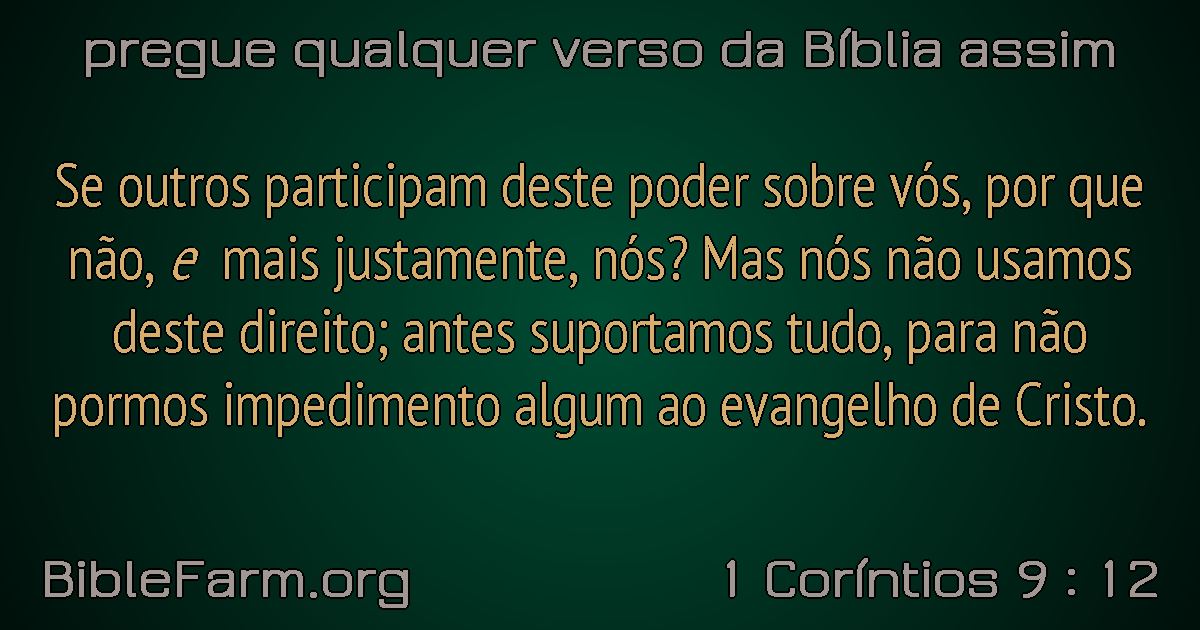 pregue qualquer verso da Bíblia assim
Se outros participam deste poder sobre vós, por que
não, e mais justamente, nós? Mas nós não usamos
deste direito; antes suportamos tudo, para não
pormos impedimento algum ao evangelho de Cristo.
BibleFarm.org
1 Coríntios 9 : 12